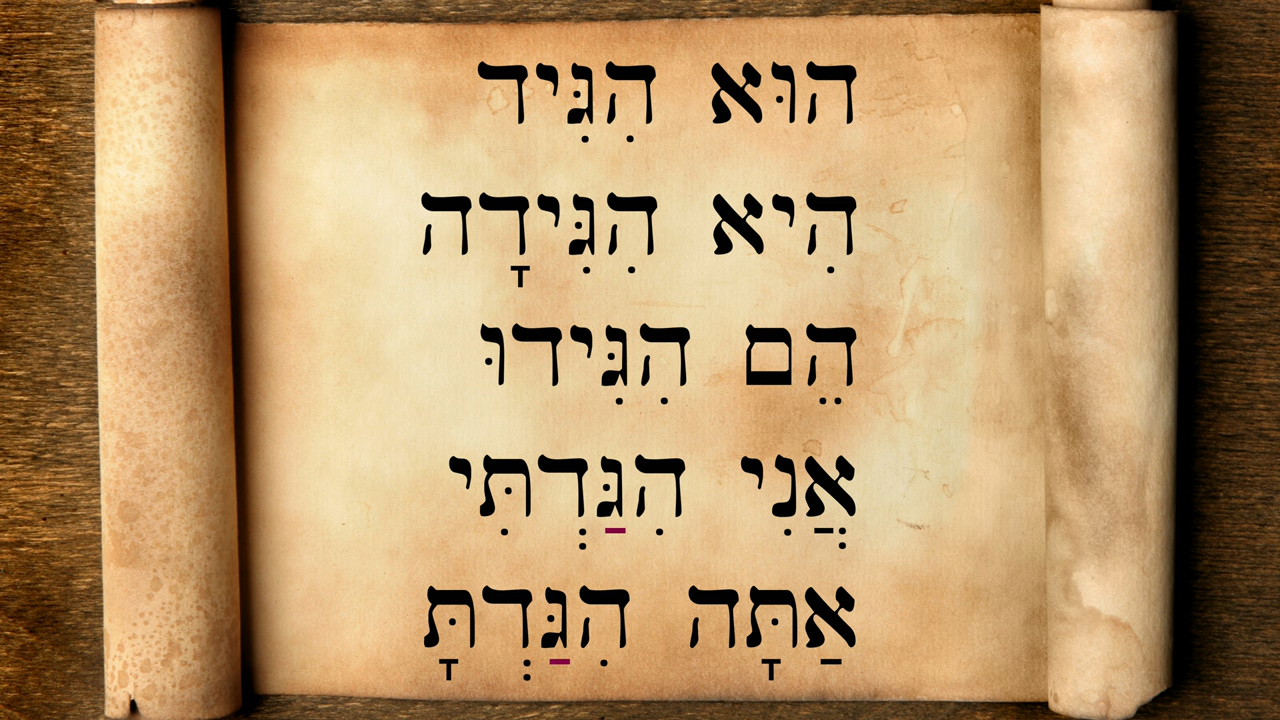 הוּא הִגִּיד
הִיא הִגִּידָה
הֵם הִגִּידוּ
אֲנִי הִגַּדְתִּי
אַתָּה הִגַּדְתָּ